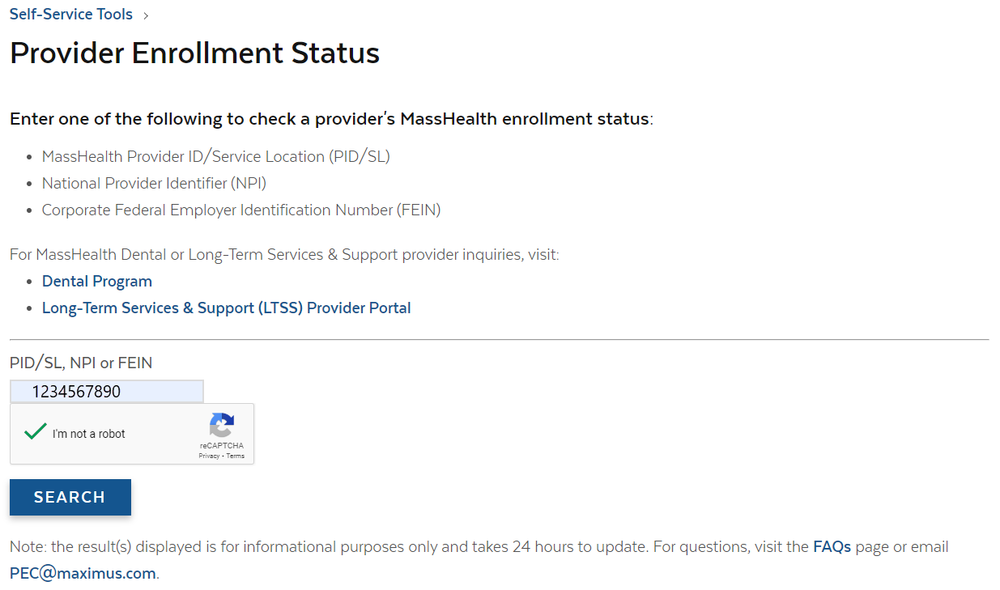 Self-Service Tools >
Provider Enrollment Status
Enter one of the following to check a provider's MassHealth enrollment status:
• MassHealth Provider ID/Service Location (PID/SL)
• National Provider Identifier (NPI)
• Corporate Federal Employer Identification Number (FEIN)
For MassHealth Dental or Long-Term Services & Support provider inquiries, visit:
• Dental Program
• Long-Term Services & Support (LTSS) Provider Portal
PID/SL, NPI or FEIN
1234567890
I'm not a robot
reCAPTCHA
Privacy - Terms
SEARCH
Note: the result(s) displayed is for informational purposes only and takes 24 hours to update. For questions, visit the FAQs page or email
PEC@maximus.com.